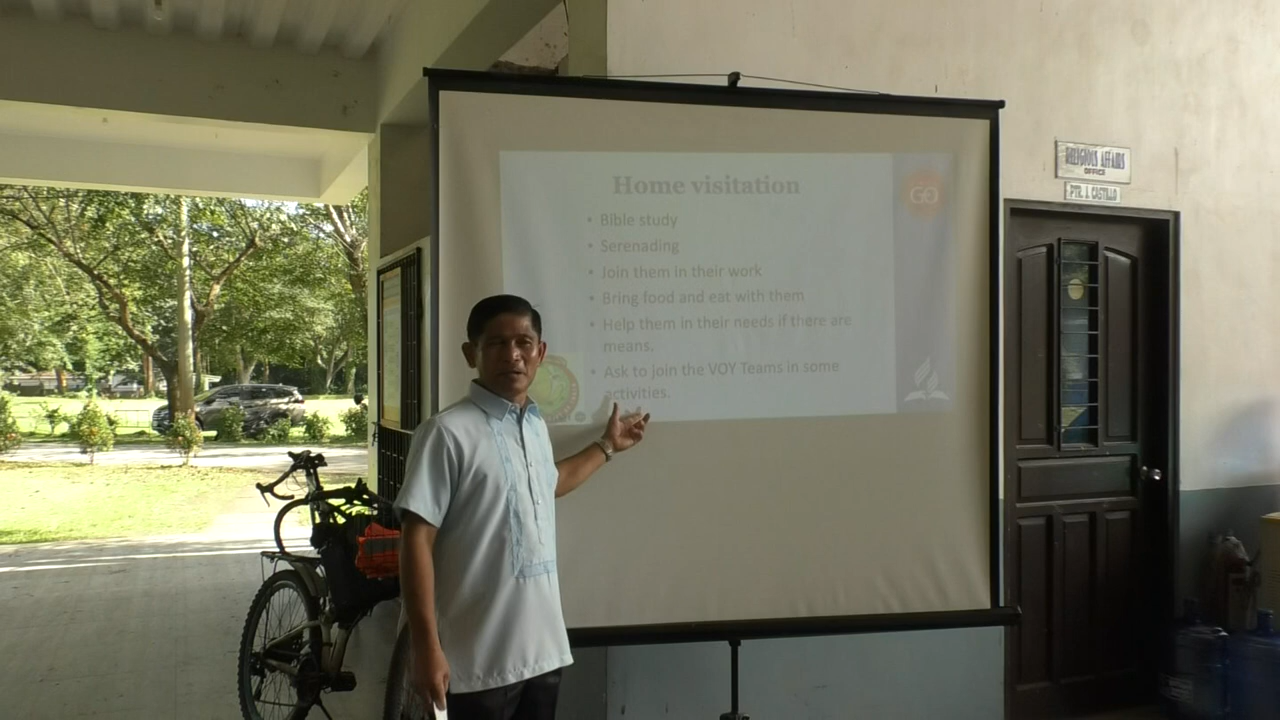 Home visitation
• Bible study
• Serenading
• Join them in their work
• Bring food and eat with them
• Help them in their needs if there are
means.
• Ask to join the VOY Teams in some
activities.
GO
RELIGIOUS AFFAIRS
OFFICE
PTR. J. CASTILLO